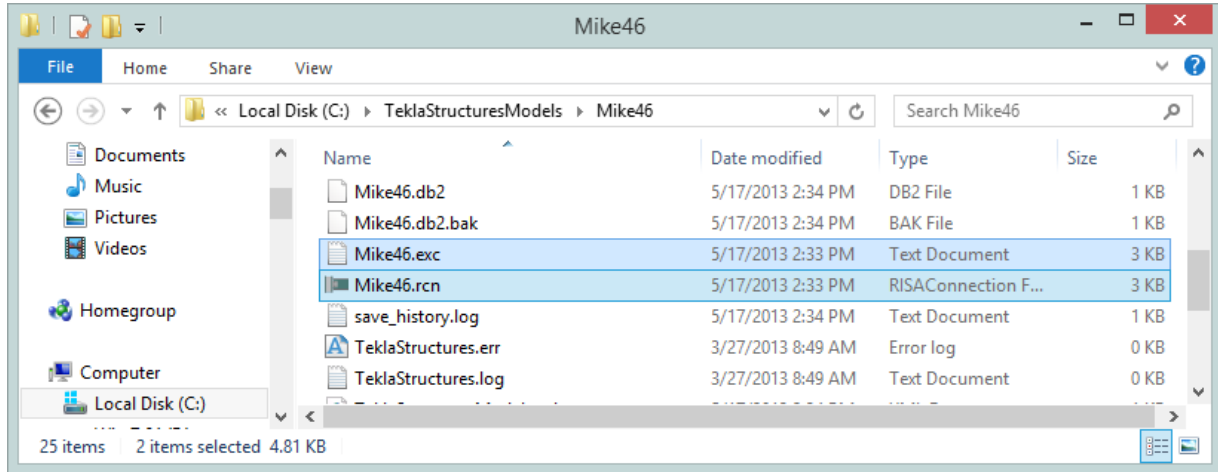 Mike46
File Home Share View
« Local Disk (C:) TeklaStructuresModels Mike46 Search Mike46
Documents
Music
Pictures
Videos
Homegroup
Computer
Local Disk (C:)
Name Date modified Type Size
Mike46.db2 5/17/2013 2:34 PM DB2 File 1 KB
Mike46.db2.bak 5/17/2013 2:34 PM BAK File 1 KB
Mike46.exc 5/17/2013 2:33 PM Text Document 3 KB
Mike46.rcn 5/17/2013 2:33 PM RISAConnection F... 3 KB
save_history.log 5/17/2013 2:34 PM Text Document 1 KB
TeklaStructures.err 3/27/2013 8:49 AM Error log 0 KB
TeklaStructures.log 3/27/2013 8:49 AM Text Document 0 KB
25 items 2 items selected 4.81 KB